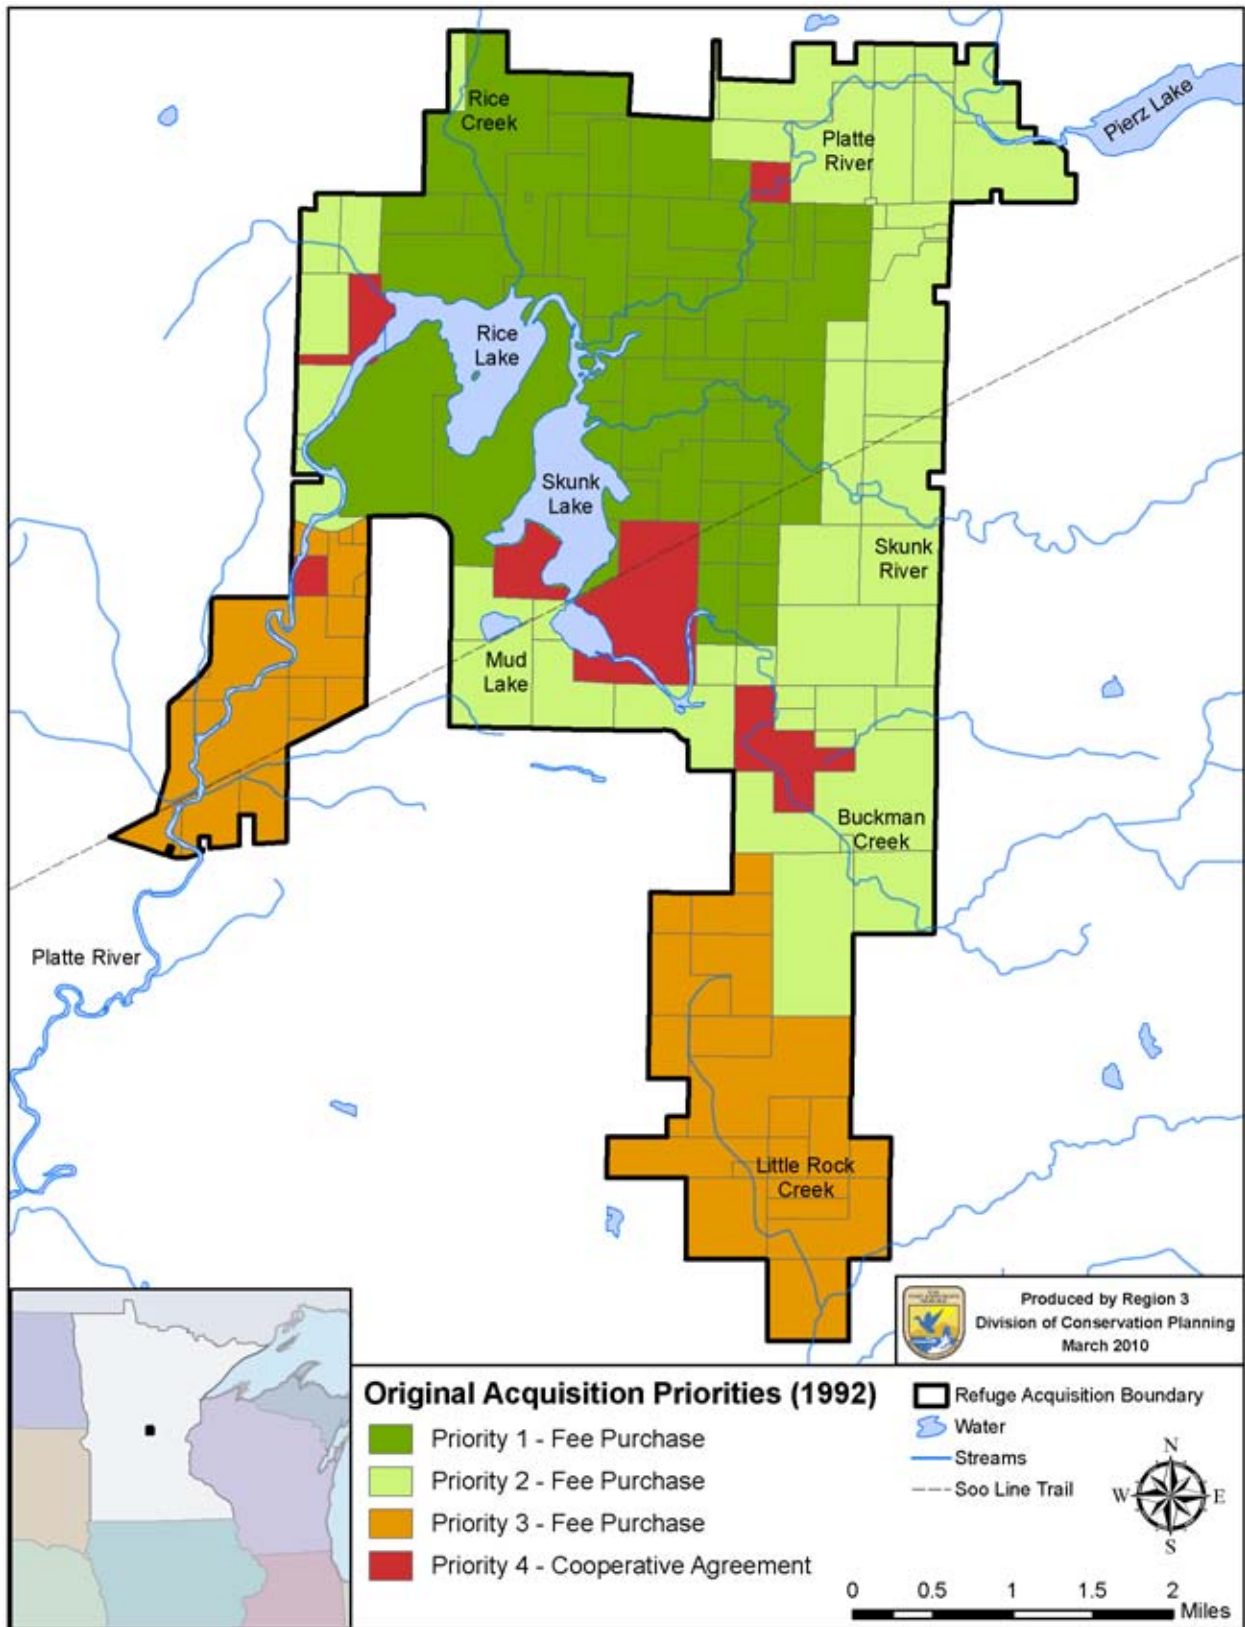 Rice
Creek
Platte
River
Pierz Lake
Rice
Lake
Skunk
Lake
Skunk
River
Mud
Lake
Buckman
Creek
Platte River
Little Rock
Creek
Produced by Region 3
Division of Conservation Planning
March 2010
Original Acquisition Priorities (1992)
Priority 1 - Fee Purchase
Priority 2 - Fee Purchase
Priority 3 - Fee Purchase
Priority 4 - Cooperative Agreement
Refuge Acquisition Boundary
Water
Streams
Soo Line Trail
N
W E
S
0 0.5 1 1.5 2
Miles